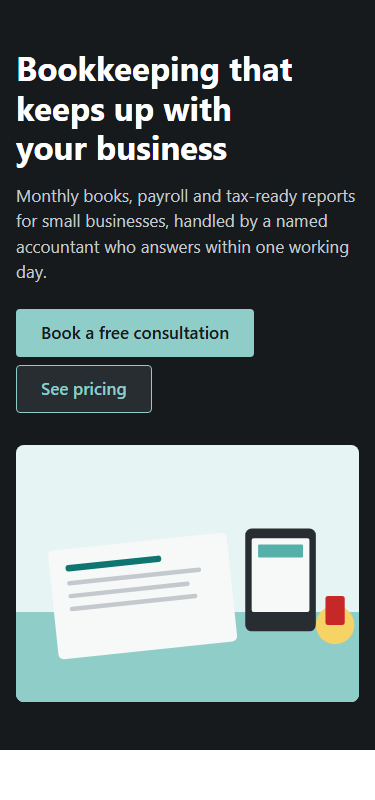 Bookkeeping that
keeps up with
your business
Monthly books, payroll and tax-ready reports
for small businesses, handled by a named
accountant who answers within one working
day.
Book a free consultation
See pricing